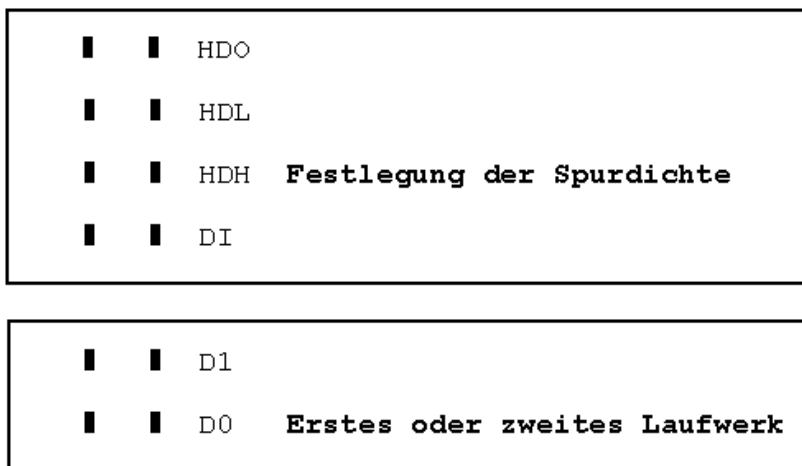 HDO
HDL
HDH Festlegung der Spurdichte
DI
D1
D0 Erstes oder zweites Laufwerk